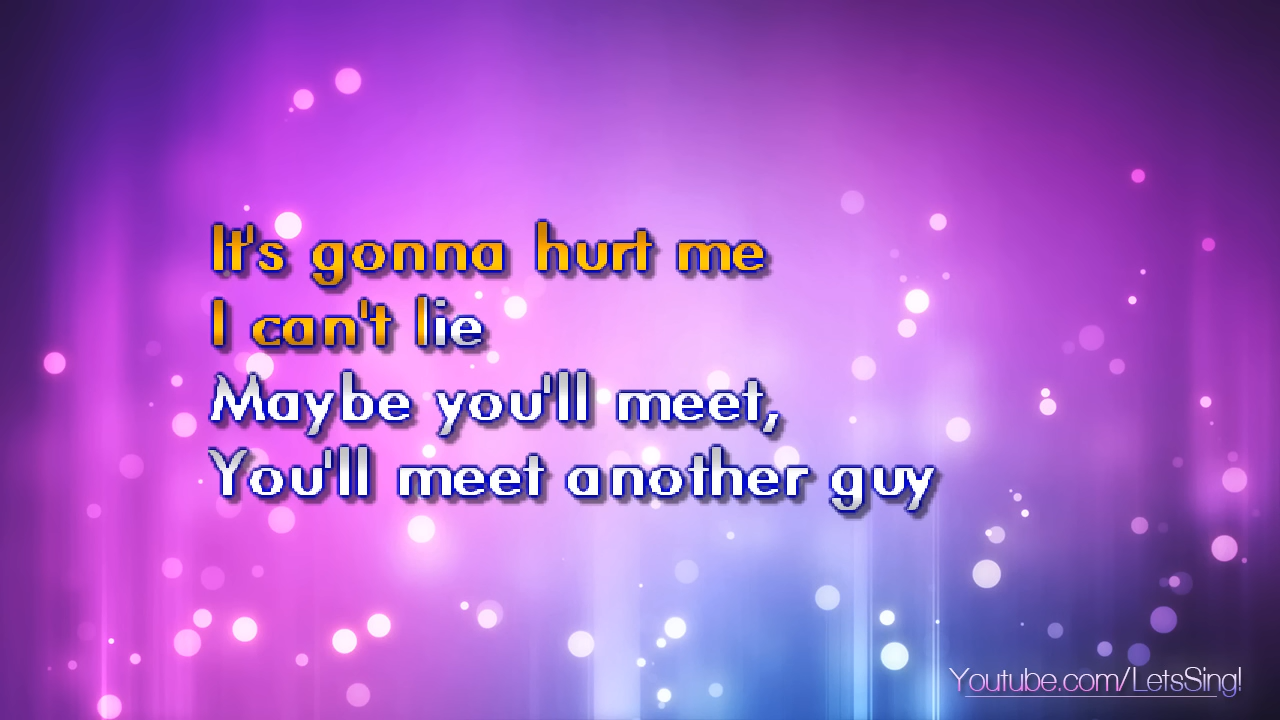 It's gonna hurt me
I can't lie
Maybe you'll meet,
You'll meet another guy
Youtube.com/LetsSing!